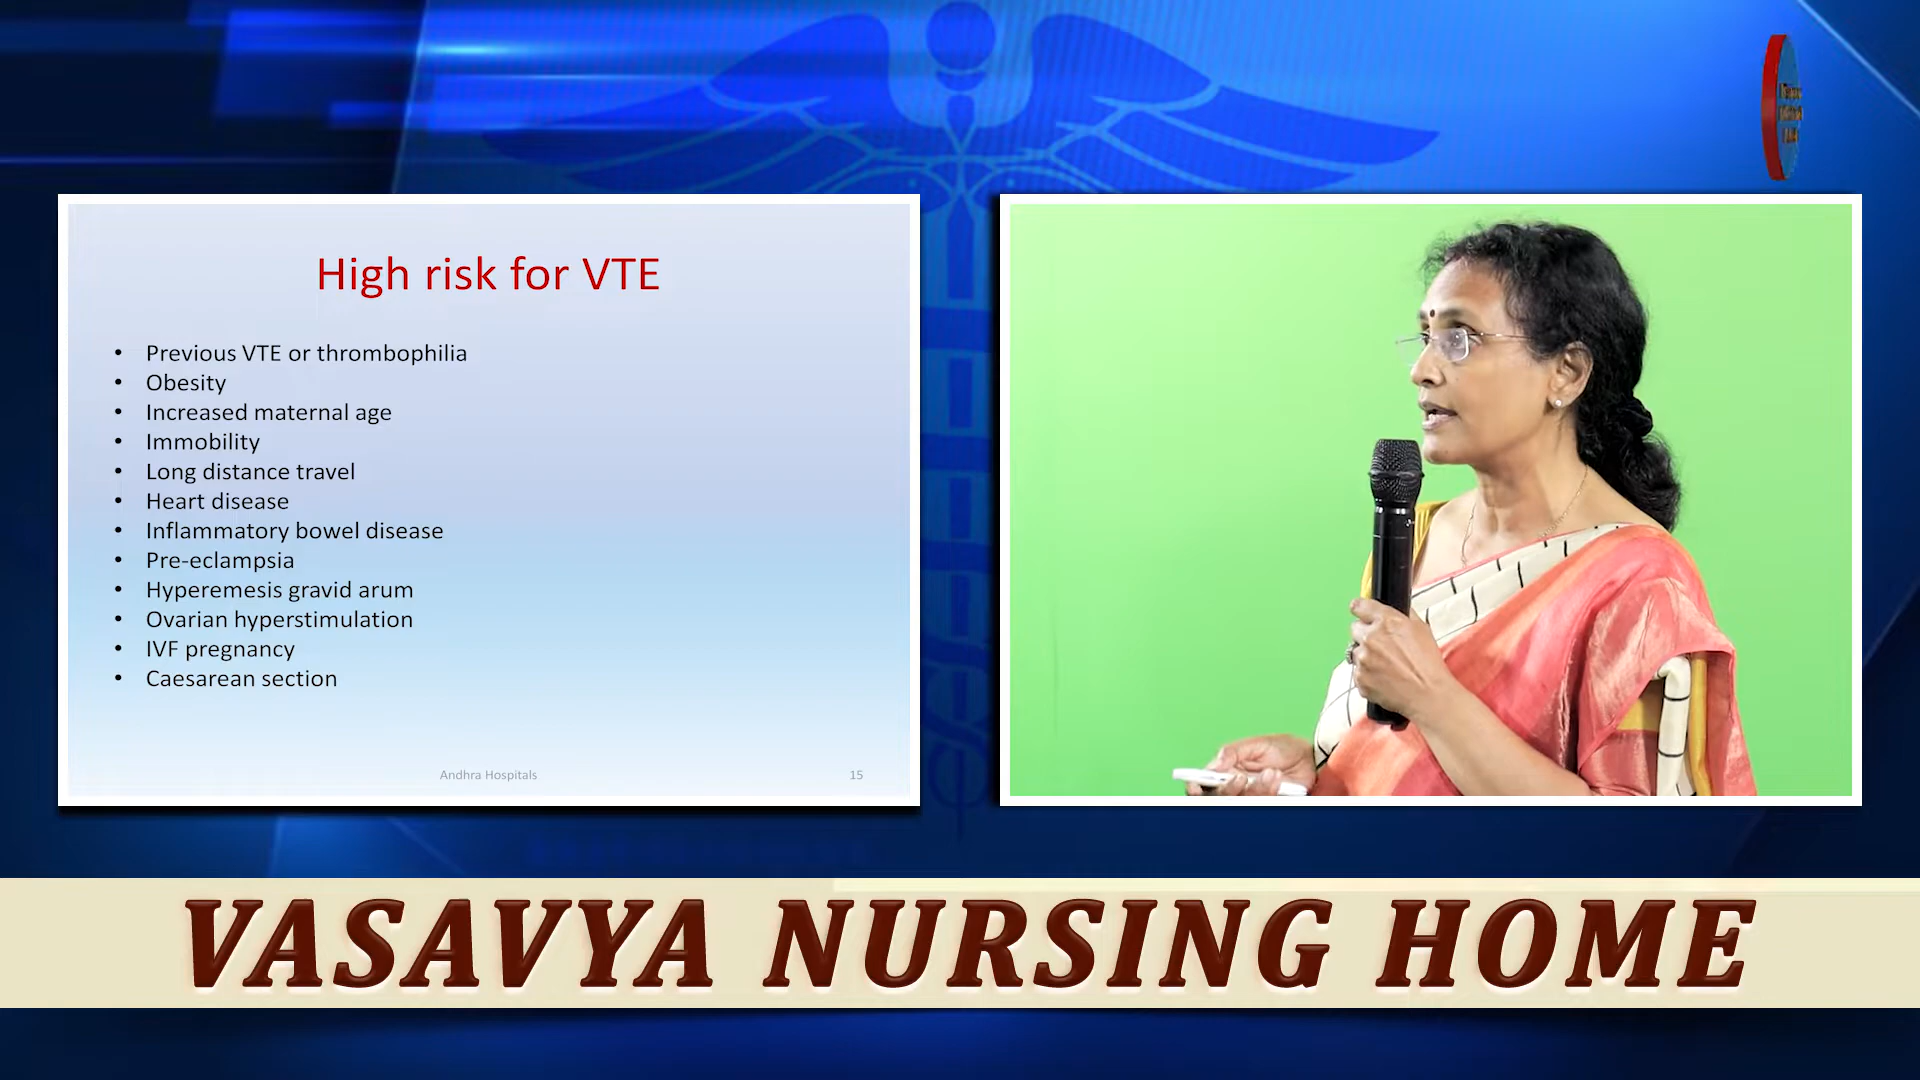 High risk for VTE
• Previous VTE or thrombophilia
• Obesity
• Increased maternal age
• Immobility
• Long distance travel
• Heart disease
• Inflammatory bowel disease
• Pre-eclampsia
• Hyperemesis gravid arum
• Ovarian hyperstimulation
• IVF pregnancy
• Caesarean section
Andhra Hospitals
15
VASAVYA NURSING HOME